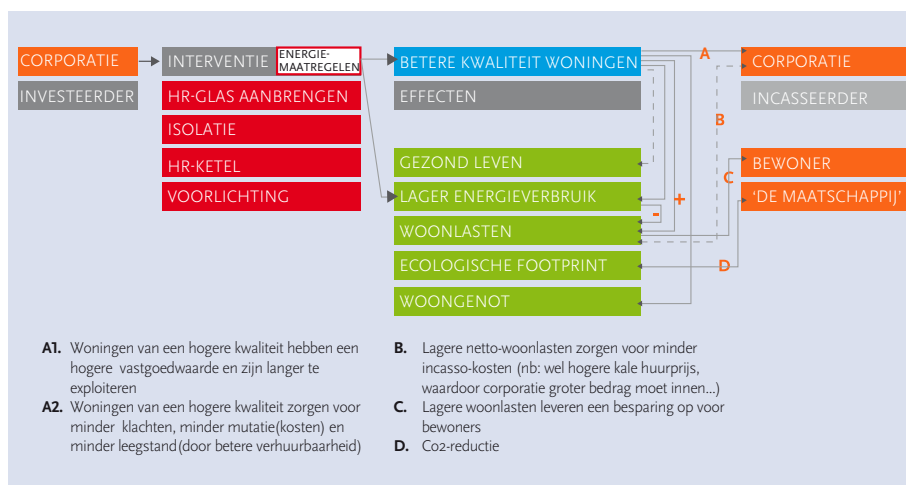 CORPORATIE
INVESTEERDER
INTERVENTIE
ENERGIE-
MAATREGELEN
HR-GLAS AANBRENGEN
ISOLATIE
HR-KETEL
VOORLICHTING
BETERE KWALITEIT WONINGEN
EFFECTEN
GEZOND LEVEN
LAGER ENERGIEVERBRUIK
WOONLASTEN
ECOLOGISCHE FOOTPRINT
WOONGENOT
A
B
C
+
-
D
CORPORATIE
INCASSEERDER
BEWONER
'DE MAATSCHAPPIJ'
A1. Woningen van een hogere kwaliteit hebben een
hogere vastgoedwaarde en zijn langer te
exploiteren
A2. Woningen van een hogere kwaliteit zorgen voor
minder klachten, minder mutatie(kosten) en
minder leegstand(door betere verhuurbaarheid)
B. Lagere netto-woonlasten zorgen voor minder
incasso-kosten (nb: wel hogere kale huurprijs,
waardoor corporatie groter bedrag moet innen...)
C. Lagere woonlasten leveren een besparing op voor
bewoners
D. Co2-reductie